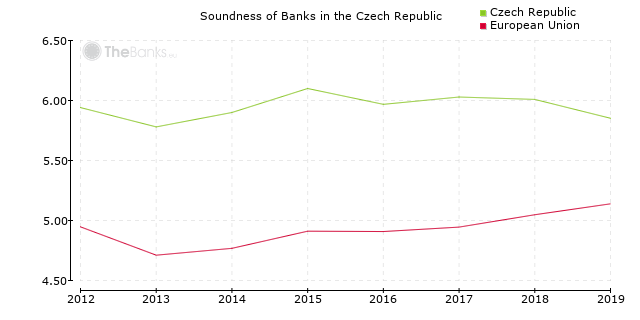 Soundness of Banks in the Czech Republic
Czech Republic
European Union
6.50
TheBanks.eu
6.00
5.50
5.00
4.50
2012 2013 2014 2015 2016 2017 2018 2019